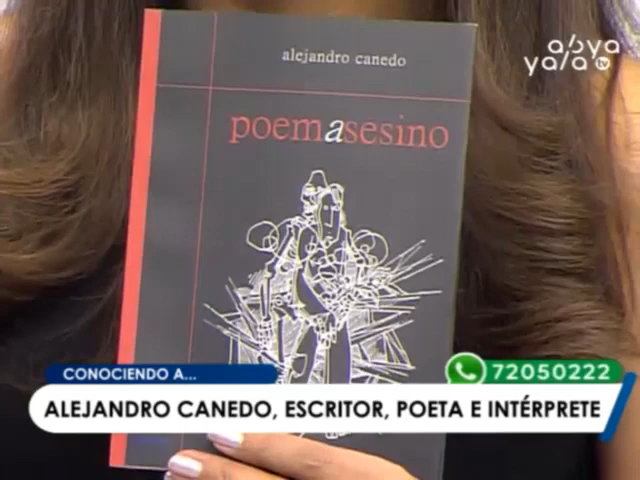 alejandro canedo
abya
yala tv
poemasesino
CONOCIENDO A...
72050222
ALEJANDRO CANEDO, ESCRITOR, POETA E INTÉRPRETE